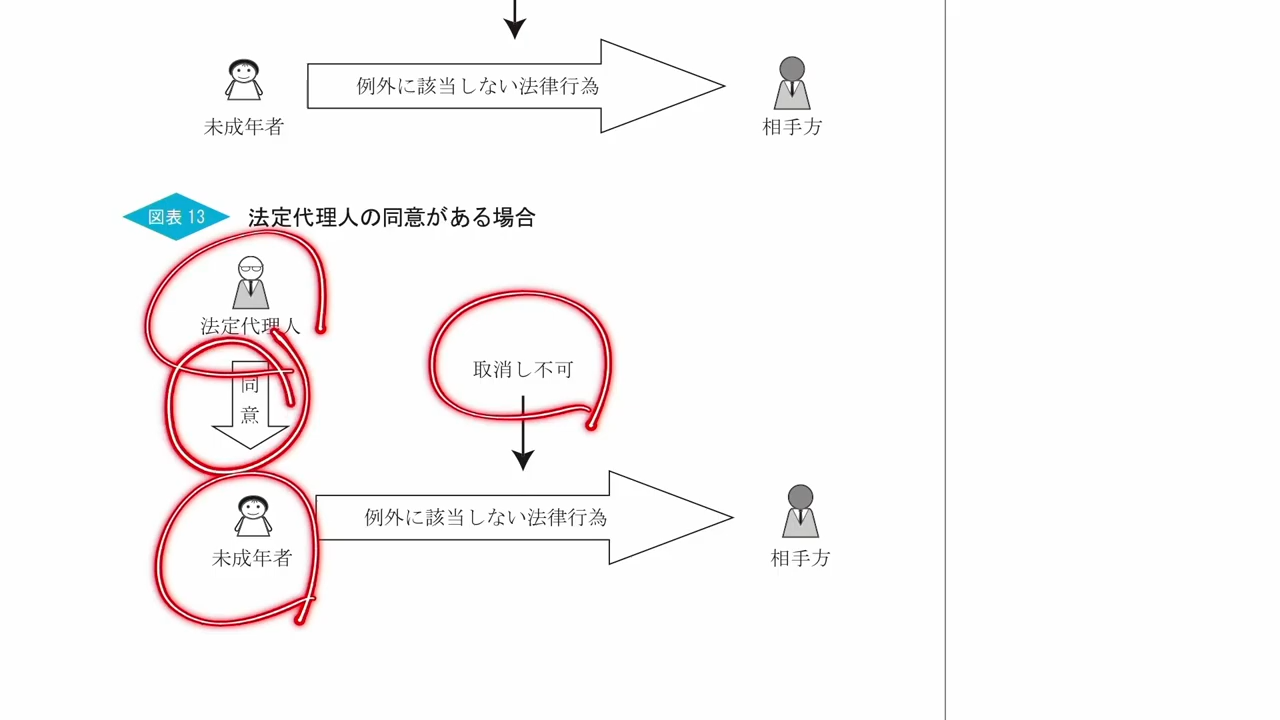 例外に該当しない法律行為
未成年者
相手方
図表 13
法定代理人の同意がある場合
法定代理人
同意
取消し不可
例外に該当しない法律行為
未成年者
相手方